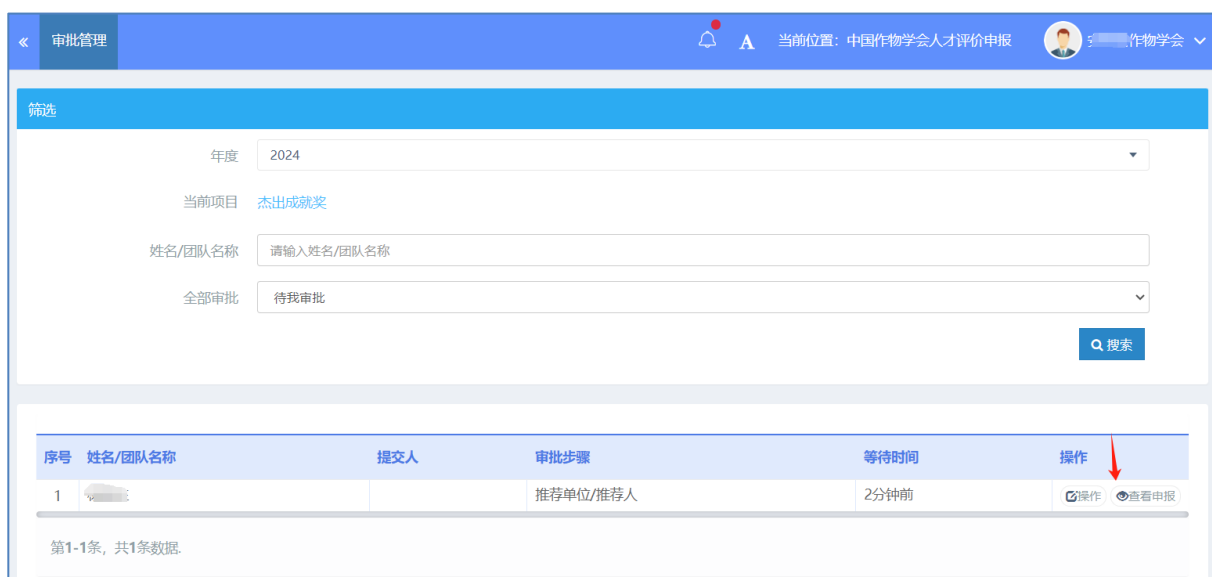 « 审批管理 A 当前位置：中国作物学会人才评价申报 作物学会
筛选
年度 2024
当前项目 杰出成就奖
姓名/团队名称 请输入姓名/团队名称
全部审批 待我审批
搜索
序号 姓名/团队名称 提交人 审批步骤 等待时间 操作
1 推荐单位/推荐人 2分钟前 操作 查看申报
第1-1条，共1条数据.